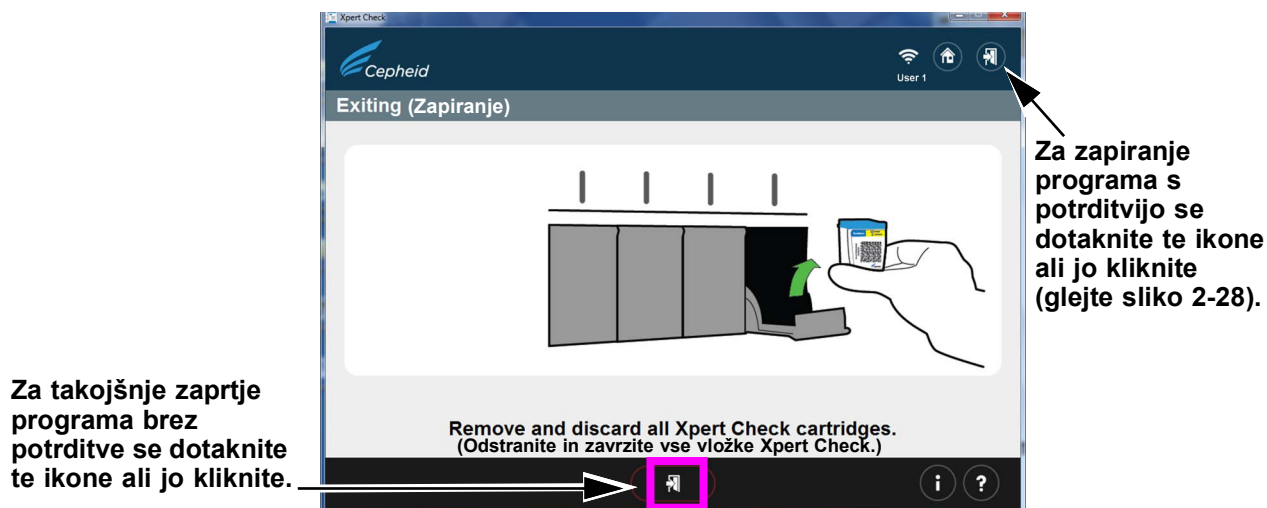 Xpert Check
Cepheid
User 1
Exiting (Zapiranje)
Za zapiranje
programa s
potrditvijo se
dotaknite te ikone
ali jo kliknite
(glejte sliko 2-28).
Za takojšnje zaprtje
programa brez
potrditve se dotaknite
te ikone ali jo kliknite.
Remove and discard all Xpert Check cartridges.
(Odstranite in zavrzite vse vložke Xpert Check.)
i ?